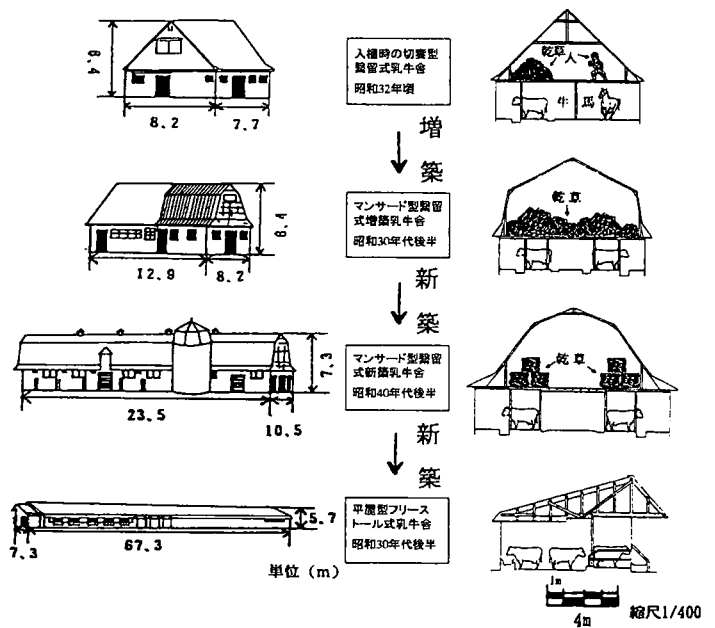 6.4
8.2
7.7
入植時の切妻型
繋留式乳牛舎
昭和32年頃
乾草
人
牛
馬
増
築
6.4
12.9
8.2
マンサード型繋留
式増築乳牛舎
昭和30年代後半
乾草
新
築
7.3
23.5
10.5
マンサード型繋留
式新築乳牛舎
昭和40年代後半
乾草
新
築
5.7
7.3
67.3
平屋型フリース
トール式乳牛舎
昭和30年代後半
単位(m)
1m
4m
縮尺1/400